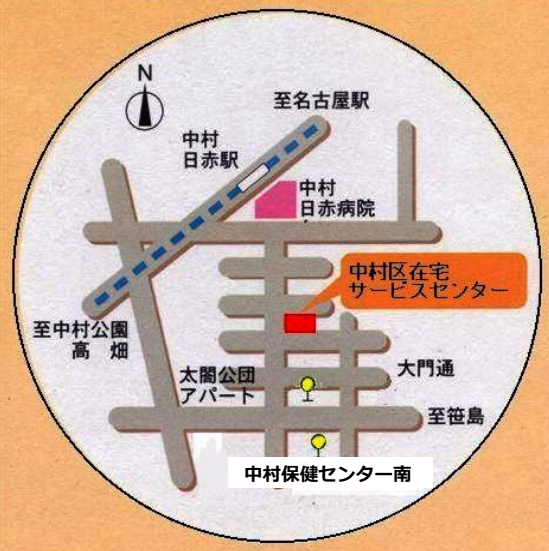 N
至名古屋駅
中村
日赤駅
中村
日赤病院
中村区在宅
サービスセンター
至中村公園
高 畑
太閤公団
アパート
大門通
至笹島
中村保健センター南